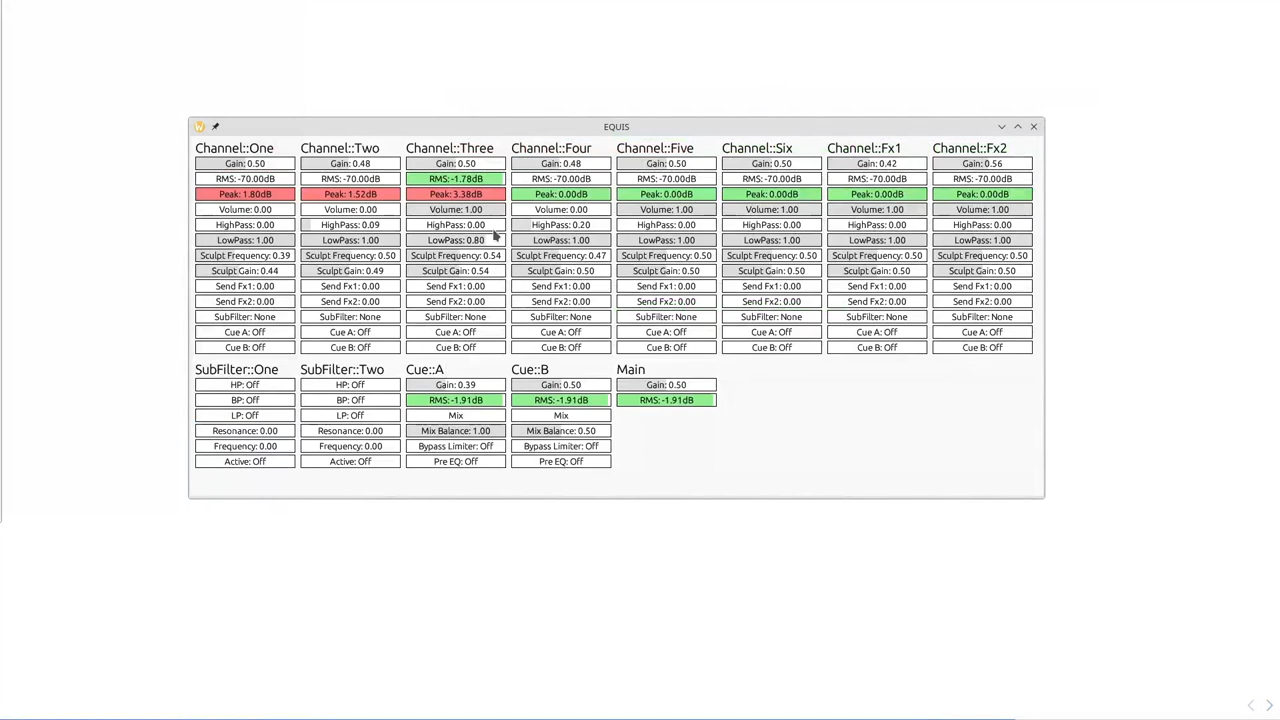 EQUIS
Channel::One Channel::Two Channel::Three Channel::Four Channel::Five Channel::Six Channel::Fx1 Channel::Fx2
Gain: 0.50 Gain: 0.48 Gain: 0.50 Gain: 0.48 Gain: 0.50 Gain: 0.50 Gain: 0.42 Gain: 0.56
RMS: -70.00dB RMS: -70.00dB RMS: -1.78dB RMS: -70.00dB RMS: -70.00dB RMS: -70.00dB RMS: -70.00dB RMS: -70.00dB
Peak: 1.80dB Peak: 1.52dB Peak: 3.38dB Peak: 0.00dB Peak: 0.00dB Peak: 0.00dB Peak: 0.00dB Peak: 0.00dB
Volume: 0.00 Volume: 0.00 Volume: 1.00 Volume: 0.00 Volume: 1.00 Volume: 1.00 Volume: 1.00 Volume: 1.00
HighPass: 0.00 HighPass: 0.09 HighPass: 0.00 HighPass: 0.20 HighPass: 0.00 HighPass: 0.00 HighPass: 0.00 HighPass: 0.00
LowPass: 1.00 LowPass: 1.00 LowPass: 0.80 LowPass: 1.00 LowPass: 1.00 LowPass: 1.00 LowPass: 1.00 LowPass: 1.00
Sculpt Frequency: 0.39 Sculpt Frequency: 0.50 Sculpt Frequency: 0.54 Sculpt Frequency: 0.47 Sculpt Frequency: 0.50 Sculpt Frequency: 0.50 Sculpt Frequency: 0.50 Sculpt Frequency: 0.50
Sculpt Gain: 0.44 Sculpt Gain: 0.49 Sculpt Gain: 0.54 Sculpt Gain: 0.50 Sculpt Gain: 0.50 Sculpt Gain: 0.50 Sculpt Gain: 0.50 Sculpt Gain: 0.50
Send Fx1: 0.00 Send Fx1: 0.00 Send Fx1: 0.00 Send Fx1: 0.00 Send Fx1: 0.00 Send Fx1: 0.00 Send Fx1: 0.00 Send Fx1: 0.00
Send Fx2: 0.00 Send Fx2: 0.00 Send Fx2: 0.00 Send Fx2: 0.00 Send Fx2: 0.00 Send Fx2: 0.00 Send Fx2: 0.00 Send Fx2: 0.00
SubFilter: None SubFilter: None SubFilter: None SubFilter: None SubFilter: None SubFilter: None SubFilter: None SubFilter: None
Cue A: Off Cue A: Off Cue A: Off Cue A: Off Cue A: Off Cue A: Off Cue A: Off Cue A: Off
Cue B: Off Cue B: Off Cue B: Off Cue B: Off Cue B: Off Cue B: Off Cue B: Off Cue B: Off
SubFilter::One SubFilter::Two Cue::A Cue::B Main
HP: Off HP: Off Gain: 0.39 Gain: 0.50 Gain: 0.50
BP: Off BP: Off RMS: -1.91dB RMS: -1.91dB RMS: -1.91dB
LP: Off LP: Off Mix Mix
Resonance: 0.00 Resonance: 0.00 Mix Balance: 1.00 Mix Balance: 0.50
Frequency: 0.00 Frequency: 0.00 Bypass Limiter: Off Bypass Limiter: Off
Active: Off Active: Off Pre EQ: Off Pre EQ: Off